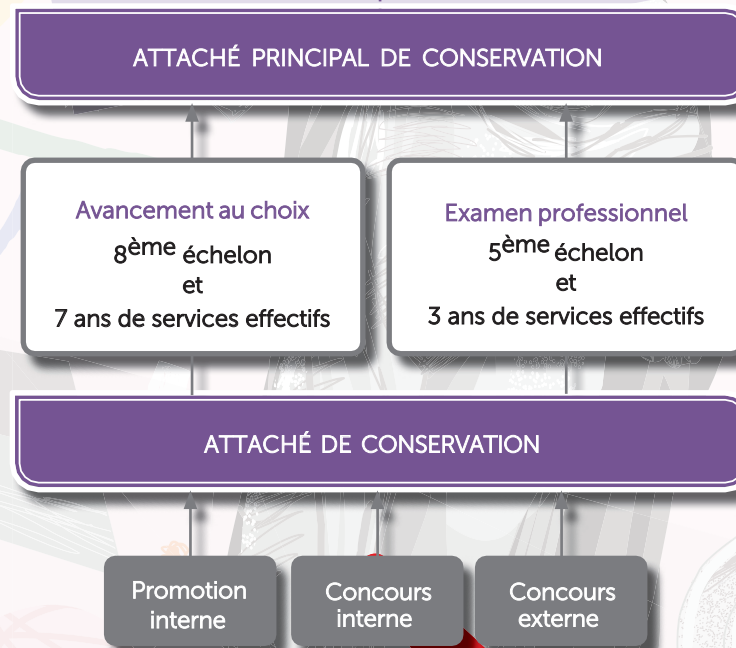 ATTACHÉ PRINCIPAL DE CONSERVATION
Avancement au choix
8ème échelon
et
7 ans de services effectifs
Examen professionnel
5ème échelon
et
3 ans de services effectifs
ATTACHÉ DE CONSERVATION
Promotion
interne
Concours
interne
Concours
externe